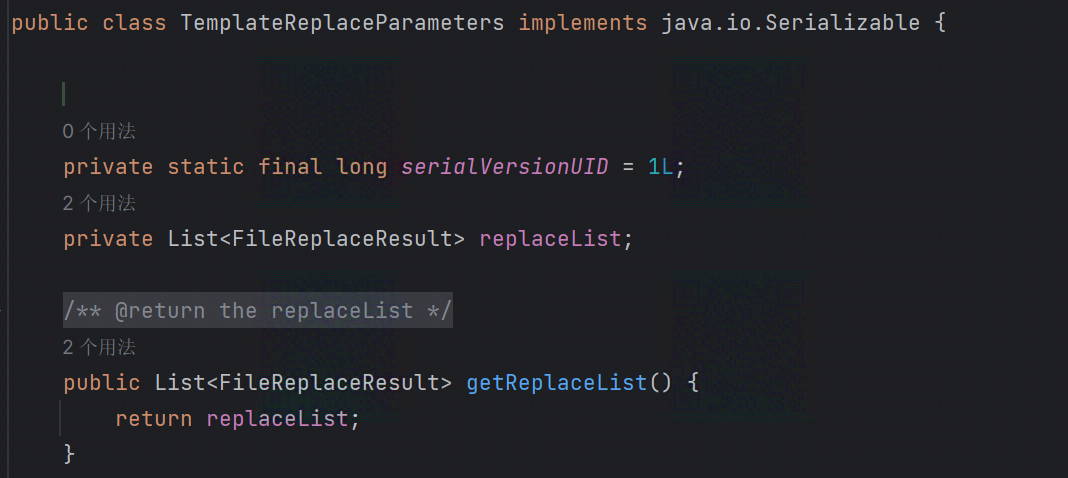 public class TemplateReplaceParameters implements java.io.Serializable {
0 个用法
private static final long serialVersionUID = 1L;
2 个用法
private List<FileReplaceResult> replaceList;
/** @return the replaceList */
2 个用法
public List<FileReplaceResult> getReplaceList() {
return replaceList;
}